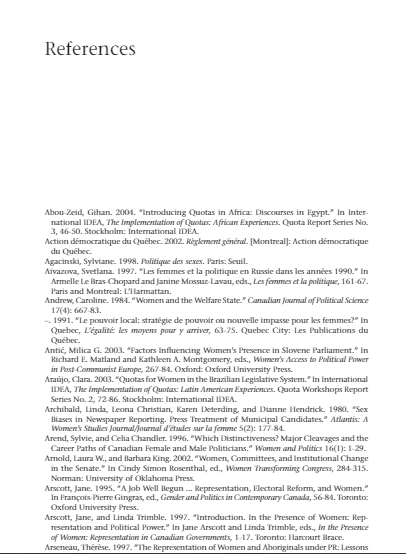 References
Abou-Zeid, Gihan. 2004. “Introducing Quotas in Africa: Discourses in Egypt.” In Inter-
national IDEA, The Implementation of Quotas: African Experiences. Quota Report Series No.
3, 46-50. Stockholm: International IDEA.
Action démocratique du Québec. 2002. Règlement général. [Montreal]: Action démocratique
du Québec.
Agacinski, Sylviane. 1998. Politique des sexes. Paris: Seuil.
Aivazova, Svetlana. 1997. “Les femmes et la politique en Russie dans les années 1990.” In
Armelle Le Bras-Chopard and Janine Mossuz-Lavau, eds., Les femmes et la politique, 161-67.
Paris and Montreal: L’Harmattan.
Andrew, Caroline. 1984. “Women and the Welfare State.” Canadian Journal of Political Science
17(4): 667-83.
–. 1991. “Le pouvoir local: stratégie de pouvoir ou nouvelle impasse pour les femmes?” In
Quebec, L’égalité: les moyens pour y arriver, 63-75. Quebec City: Les Publications du
Québec.
Antić, Milica G. 2003. “Factors Influencing Women’s Presence in Slovene Parliament.” In
Richard E. Matland and Kathleen A. Montgomery, eds., Women’s Access to Political Power
in Post-Communist Europe, 267-84. Oxford: Oxford University Press.
Araújo, Clara. 2003. “Quotas for Women in the Brazilian Legislative System.” In International
IDEA, The Implementation of Quotas: Latin American Experiences. Quota Workshops Report
Series No. 2, 72-86. Stockholm: International IDEA.
Archibald, Linda, Leona Christian, Karen Deterding, and Dianne Hendrick. 1980. “Sex
Biases in Newspaper Reporting. Press Treatment of Municipal Candidates.” Atlantis: A
Women’s Studies Journal/Journal d’études sur la femme 5(2): 177-84.
Arend, Sylvie, and Celia Chandler. 1996. “Which Distinctiveness? Major Cleavages and the
Career Paths of Canadian Female and Male Politicians.” Women and Politics 16(1): 1-29.
Arnold, Laura W., and Barbara King. 2002. “Women, Committees, and Institutional Change
in the Senate.” In Cindy Simon Rosenthal, ed., Women Transforming Congress, 284-315.
Norman: University of Oklahoma Press.
Arscott, Jane. 1995. “A Job Well Begun ... Representation, Electoral Reform, and Women.”
In François-Pierre Gingras, ed., Gender and Politics in Contemporary Canada, 56-84. Toronto:
Oxford University Press.
Arscott, Jane, and Linda Trimble. 1997. “Introduction. In the Presence of Women: Rep-
resentation and Political Power.” In Jane Arscott and Linda Trimble, eds., In the Presence
of Women: Representation in Canadian Governments, 1-17. Toronto: Harcourt Brace.
Arseneau, Thérèse. 1997. “The Representation of Women and Aboriginals under PR: Lessons